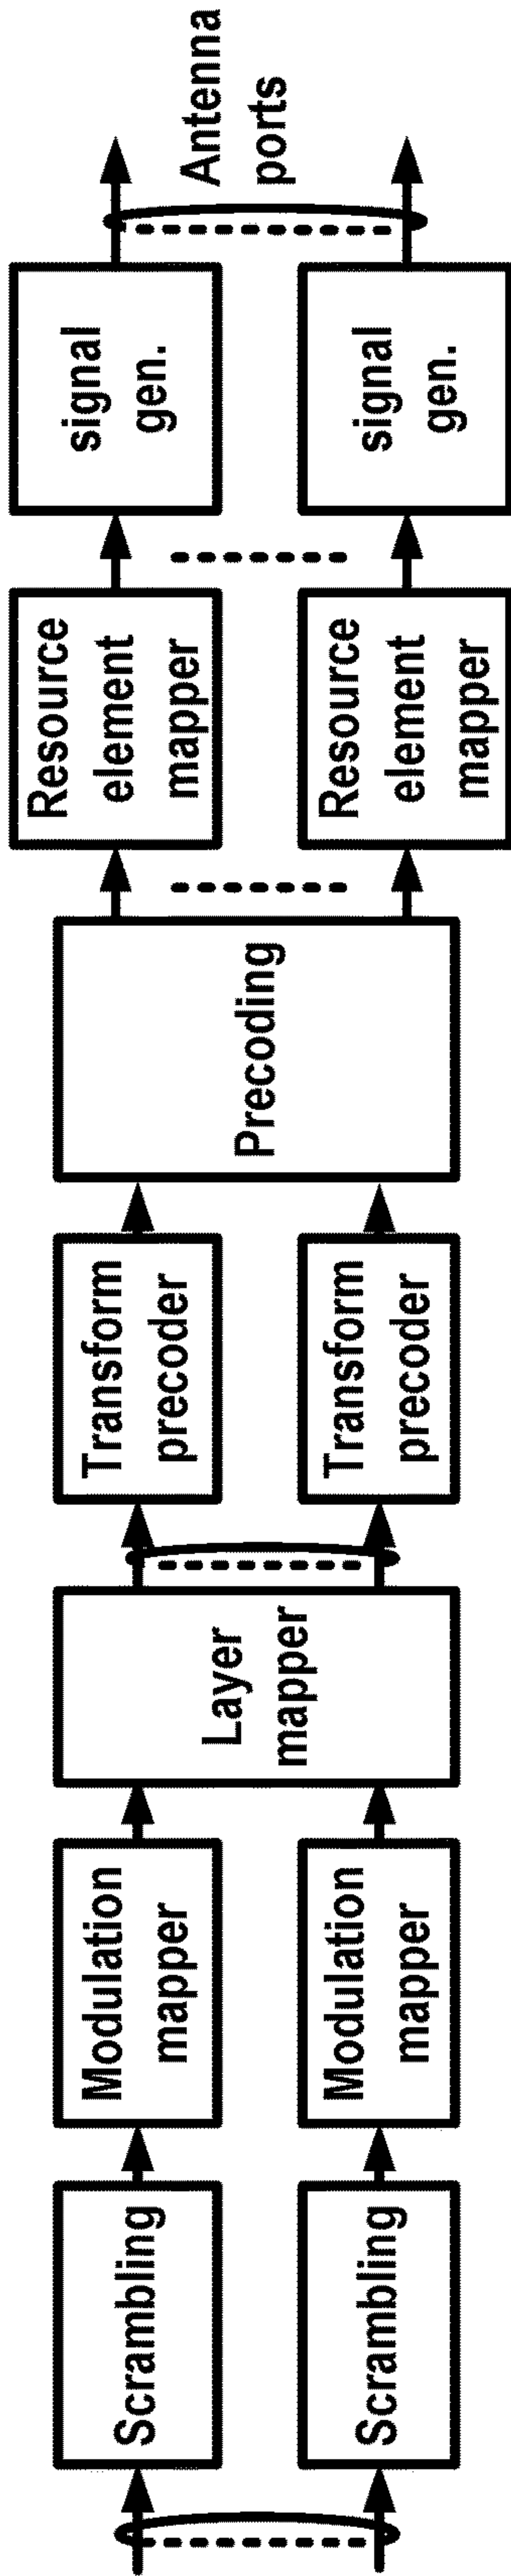 Scrambling
Scrambling
Modulation
mapper
Modulation
mapper
Layer
mapper
Transform
precoder
Transform
precoder
Precoding
Resource
element
mapper
Resource
element
mapper
signal
gen.
signal
gen.
Antenna
ports